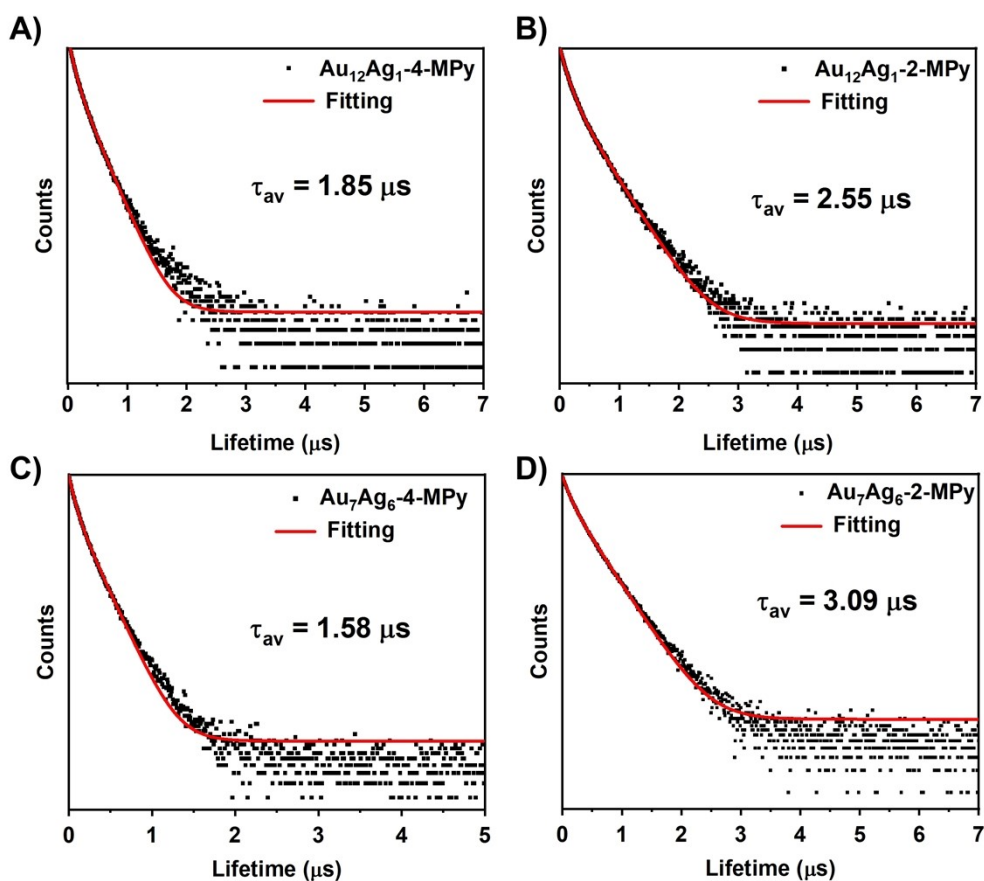 A)
Au₁₂Ag₁-4-MPy
Fitting
τav = 1.85 μs
Counts
0 1 2 3 4 5 6 7
Lifetime (μs)
B)
Au₁₂Ag₁-2-MPy
Fitting
τav = 2.55 μs
Counts
0 1 2 3 4 5 6 7
Lifetime (μs)
C)
Au₇Ag₆-4-MPy
Fitting
τav = 1.58 μs
Counts
0 1 2 3 4 5
Lifetime (μs)
D)
Au₇Ag₆-2-MPy
Fitting
τav = 3.09 μs
Counts
0 1 2 3 4 5 6 7
Lifetime (μs)